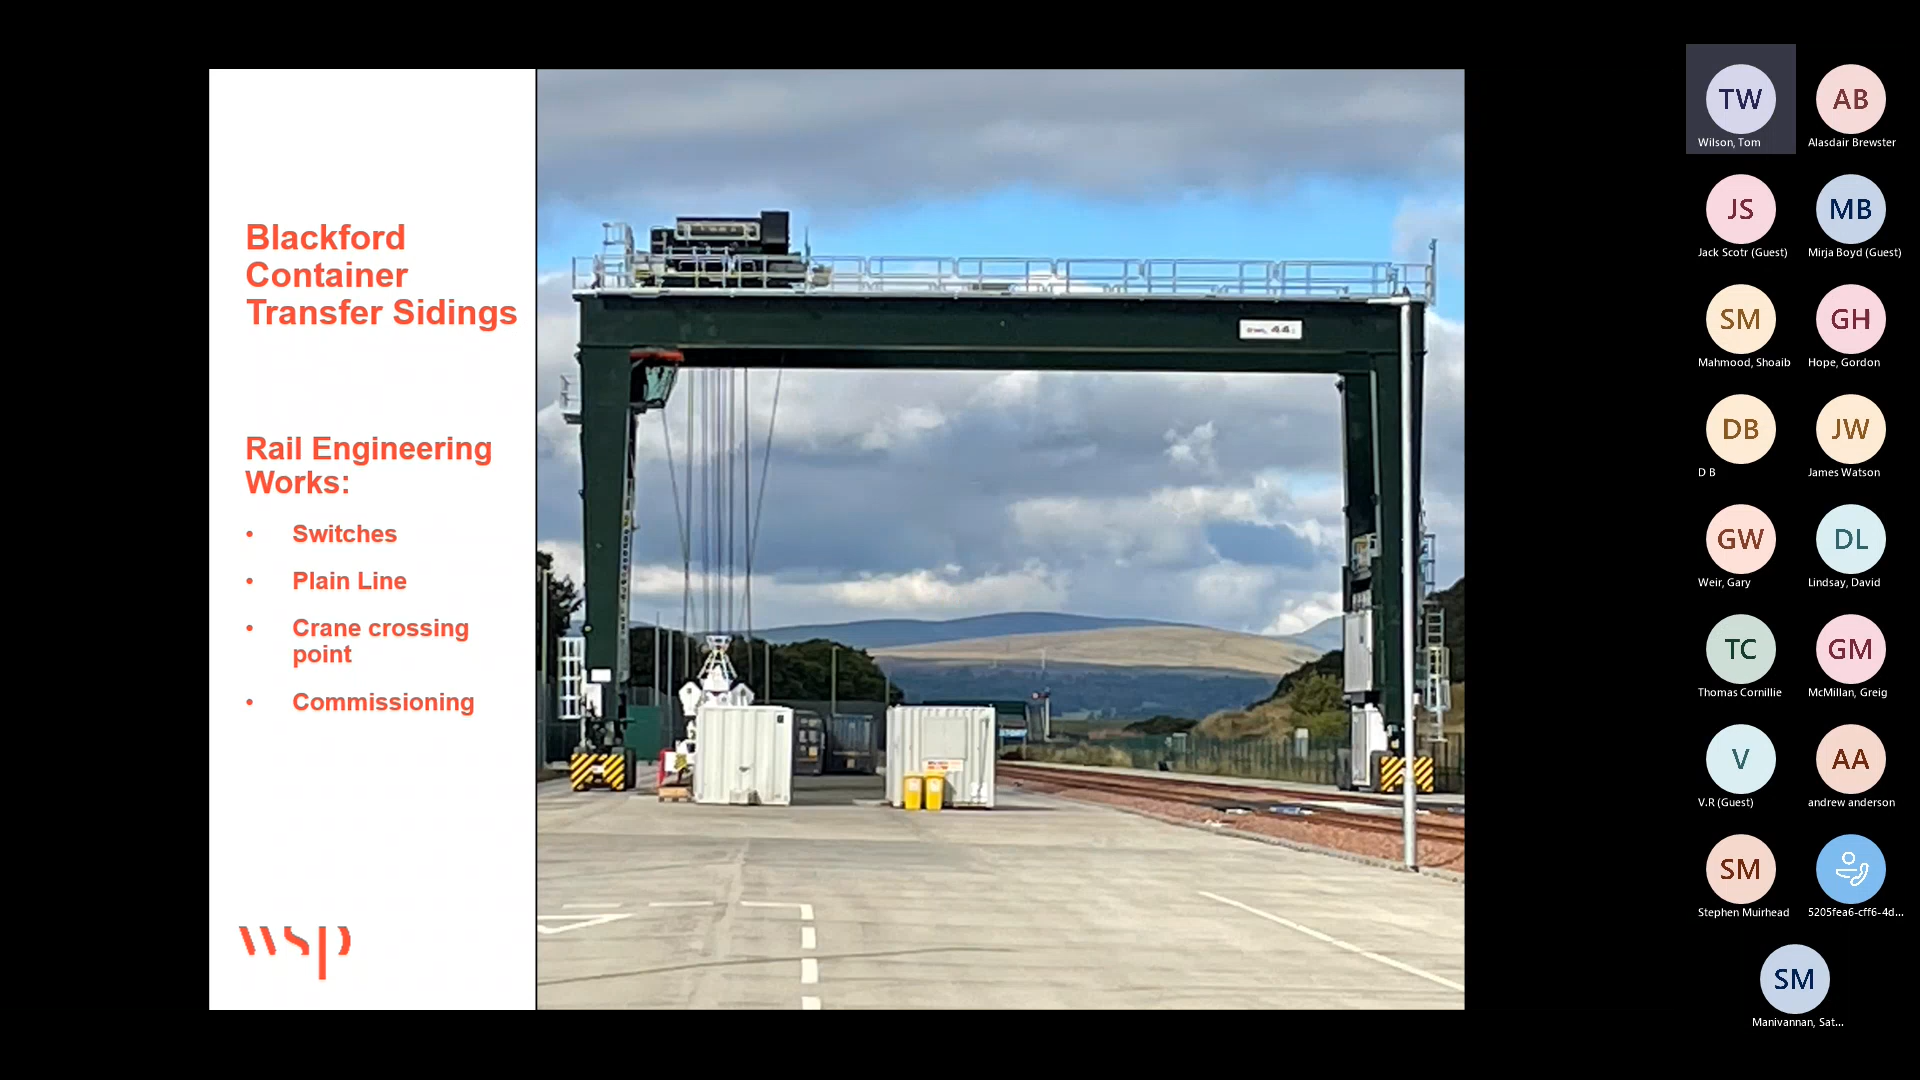 Blackford
Container
Transfer Sidings
Rail Engineering
Works:
• Switches
• Plain Line
• Crane crossing
point
• Commissioning
wsp
44
TW
Wilson, Tom
AB
Alasdair Brewster
JS
Jack Scotr (Guest)
MB
Mirja Boyd (Guest)
SM
Mahmood, Shoaib
GH
Hope, Gordon
DB
D B
JW
James Watson
GW
Weir, Gary
DL
Lindsay, David
TC
Thomas Cornillie
GM
McMillan, Greig
V
V.R (Guest)
AA
andrew anderson
SM
Stephen Muirhead
5205fea6-cff6-4d...
SM
Manivannan, Sat...